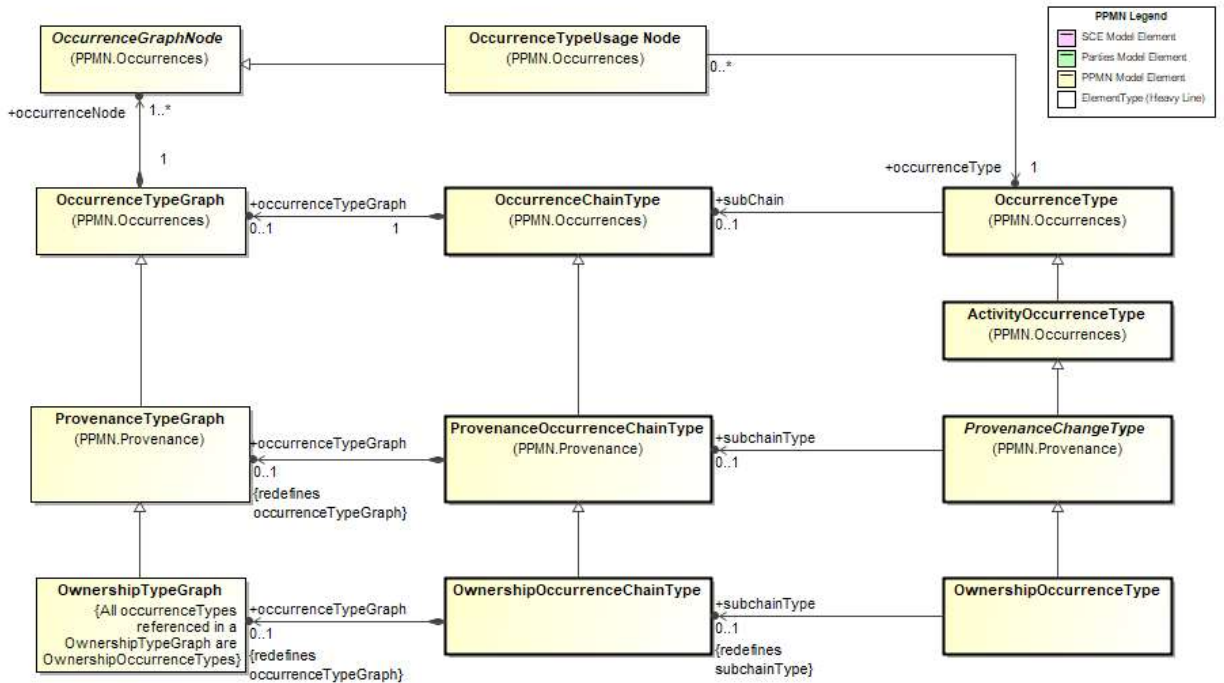 OccurrenceGraphNode
(PPMN.Occurrences)
OccurrenceTypeUsage Node
(PPMN.Occurrences)
PPMN Legend
SCE Model Element
Parties Model Element
PPMN Model Element
ElementType (Heavy Line)
0..*
+occurrenceNode
1..*
1
+occurrenceType
1
OccurrenceTypeGraph
(PPMN.Occurrences)
+occurrenceTypeGraph
0..1
1
OccurrenceChainType
(PPMN.Occurrences)
+subChain
0..1
OccurrenceType
(PPMN.Occurrences)
ActivityOccurrenceType
(PPMN.Occurrences)
ProvenanceTypeGraph
(PPMN.Provenance)
+occurrenceTypeGraph
0..1
{redefines
occurrenceTypeGraph}
ProvenanceOccurrenceChainType
(PPMN.Provenance)
+subchainType
0..1
ProvenanceChangeType
(PPMN.Provenance)
OwnershipTypeGraph
{All occurrenceTypes
referenced in a
OwnershipTypeGraph are
OwnershipOccurrenceTypes}
+occurrenceTypeGraph
0..1
{redefines
occurrenceTypeGraph}
OwnershipOccurrenceChainType
+subchainType
0..1
{redefines
subchainType}
OwnershipOccurrenceType